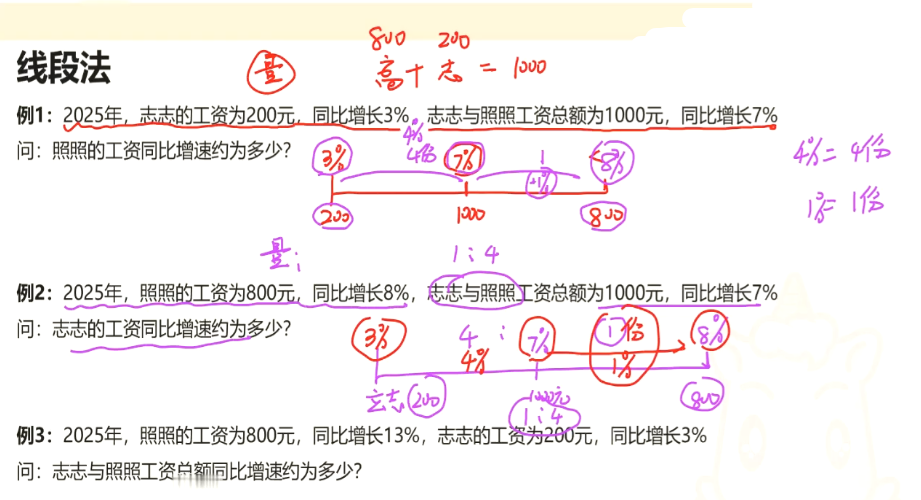 800 200
线段法
量 高+志=1000
例1：2025年，志志的工资为200元，同比增长3%，志志与照照工资总额为1000元，同比增长7%
问：照照的工资同比增速约为多少？
4%
4份
3% 7% 1 <8%
4%=4份
+1%
200 1000 800
1%=1份
量： 1：4
例2：2025年，照照的工资为800元，同比增长8%，志志与照照工资总额为1000元，同比增长7%
问：志志的工资同比增速约为多少？
3% 4： 7% 1份 8%
4% 1%
志志 200 1000元 800
1：4
例3：2025年，照照的工资为800元，同比增长13%，志志的工资为200元，同比增长3%
问：志志与照照工资总额同比增速约为多少？